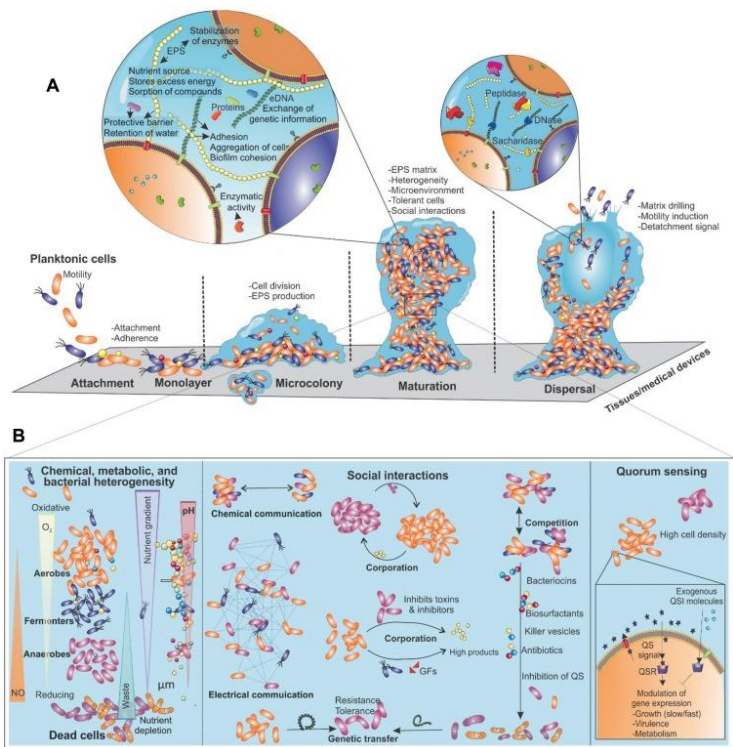 A
Stabilization
of enzymes
EPS
Nutrient source
Stores excess energy
Sorption of compounds
Proteins
eDNA
Exchange of
genetic information
Protective barrier
Retention of water
Adhesion
Aggregation of cells
Biofilm cohesion
Enzymatic
activity
Peptidase
DNase
Sacharidase
-EPS matrix
-Heterogeneity
-Microenvironment
-Tolerant cells
-Social interactions
-Matrix drilling
-Motility induction
-Detatchment signal
Planktonic cells
Motility
-Cell division
-EPS production
-Attachment
-Adherence
Attachment
Monolayer
Microcolony
Maturation
Dispersal
Tissues/medical devices
B
Chemical, metabolic, and
bacterial heterogenesity
Oxidative
O₂
Aerobes
Fermenters
Anaerobes
NO
Reducing
Waste
Nutrient gradient
pH
µm
Nutrient
depletion
Dead cells
Social interactions
Chemical communication
Corporation
Competition
Bacteriocins
Biosurfactants
Killer vesicles
Antibiotics
Inhibition of QS
Inhibits toxins
& inhibitors
Corporation
High products
GFs
Electrical commuication
Resistance
Tolerance
Genetic transfer
Quorum sensing
High cell density
Exogenous
QSI molecules
QS
signal
QSR
Modulation of
gene expression
-Growth (slow/fast)
-Virulence
-Metabolism